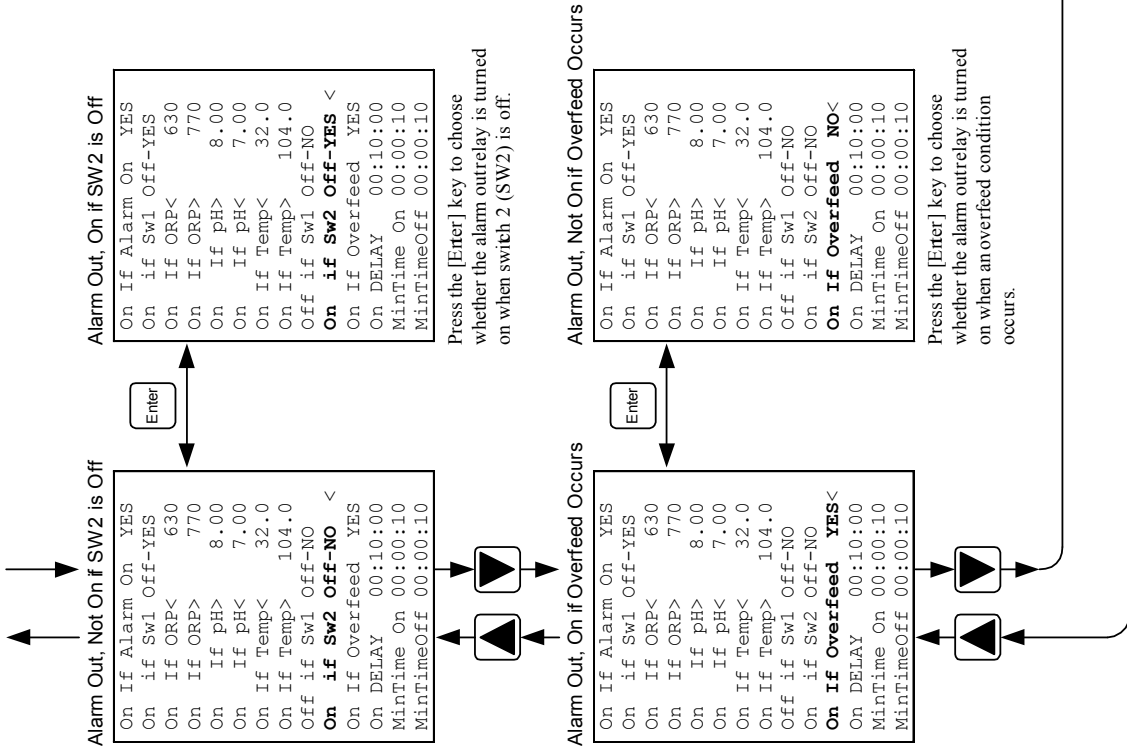 Alarm Out, Not On if SW2 is Off
On If Alarm On  YES
On  if Sw1 Off-YES
On  If ORP<    630
On  If ORP>    770
On   If pH>   8.00
On   If pH<   7.00
On If Temp<   32.0
On If Temp>  104.0
Off if Sw1 Off-NO
On  if Sw2 Off-NO  <
On If Overfeed  YES
On DELAY   00:10:00
MinTime On 00:00:10
MinTimeOff 00:00:10
Enter
Alarm Out, On if SW2 is Off
On If Alarm On  YES
On  if Sw1 Off-YES
On  If ORP<    630
On  If ORP>    770
On   If pH>   8.00
On   If pH<   7.00
On If Temp<   32.0
On If Temp>  104.0
Off if Sw1 Off-NO
On  if Sw2 Off-YES <
On If Overfeed  YES
On DELAY   00:10:00
MinTime On 00:00:10
MinTimeOff 00:00:10
Press the [Enter] key to choose
whether the alarm outrelay is turned
on when switch 2 (SW2) is off.
Alarm Out, On if Overfeed Occurs
On If Alarm On  YES
On  if Sw1 Off-YES
On  If ORP<    630
On  If ORP>    770
On   If pH>   8.00
On   If pH<   7.00
On If Temp<   32.0
On If Temp>  104.0
Off if Sw1 Off-NO
On  if Sw2 Off-NO
On If Overfeed  YES<
On DELAY   00:10:00
MinTime On 00:00:10
MinTimeOff 00:00:10
Enter
Alarm Out, Not On if Overfeed Occurs
On If Alarm On  YES
On  if Sw1 Off-YES
On  If ORP<    630
On  If ORP>    770
On   If pH>   8.00
On   If pH<   7.00
On If Temp<   32.0
On If Temp>  104.0
Off if Sw1 Off-NO
On  if Sw2 Off-NO
On If Overfeed  NO<
On DELAY   00:10:00
MinTime On 00:00:10
MinTimeOff 00:00:10
Press the [Enter] key to choose
whether the alarm outrelay is turned
on when an overfeed condition
occurs.